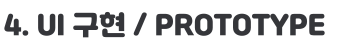 4. UI 구현 / PROTOTYPE